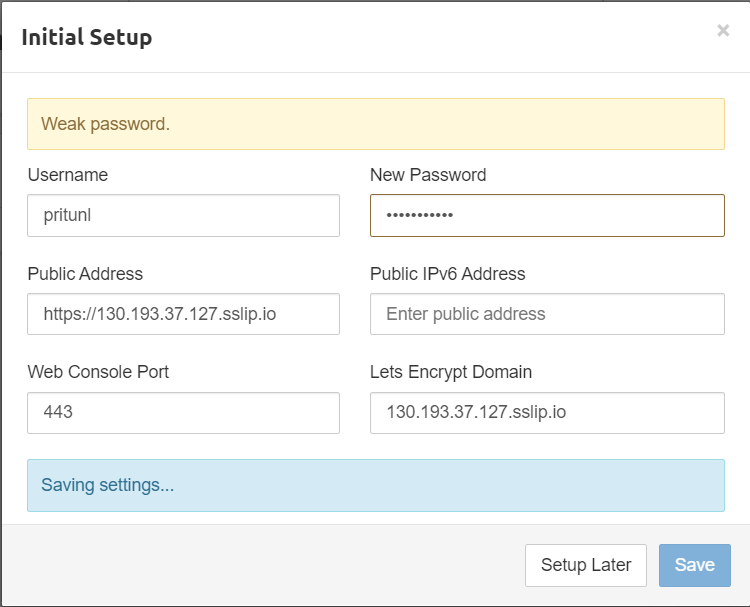 Initial Setup
×
Weak password.
Username
New Password
pritunl
•••••••••••
Public Address
Public IPv6 Address
https://130.193.37.127.sslip.io
Enter public address
Web Console Port
Lets Encrypt Domain
443
130.193.37.127.sslip.io
Saving settings...
Setup Later
Save